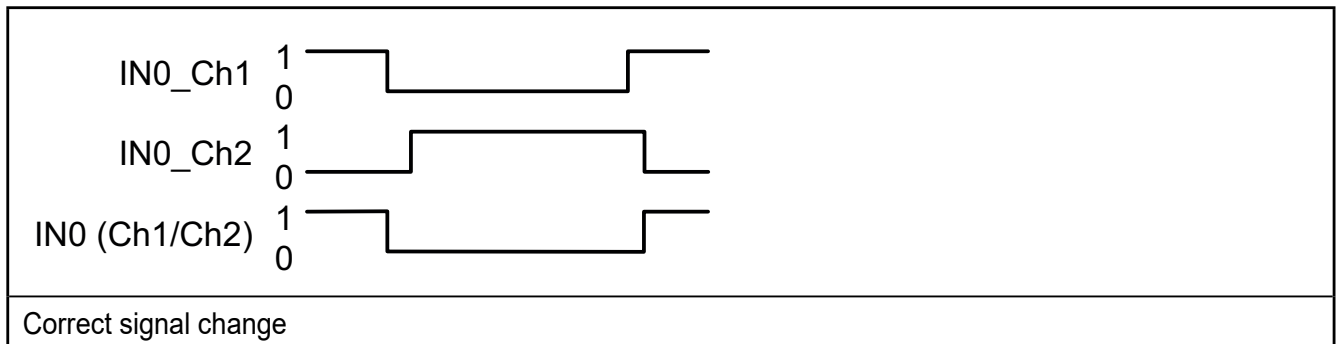 IN0_Ch1 1
0
IN0_Ch2 1
0
IN0 (Ch1/Ch2) 1
0
Correct signal change